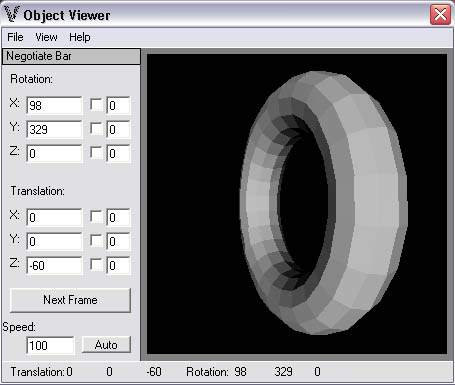 Object Viewer
File View Help
Negotiate Bar
Rotation:
X: 98 0
Y: 329 0
Z: 0 0
Translation:
X: 0 0
Y: 0 0
Z: -60 0
Next Frame
Speed:
100 Auto
Translation: 0 0 -60 Rotation: 98 329 0